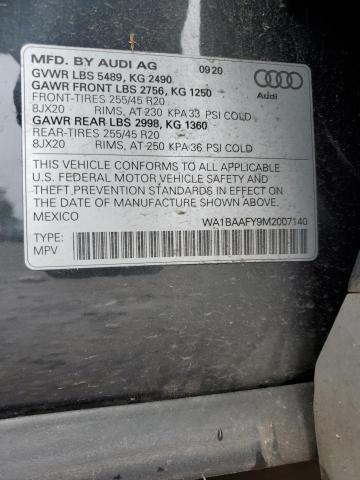 MFD. BY AUDI AG 09 20
GVWR LBS 5489, KG 2490
GAWR FRONT LBS 2756, KG 1250
FRONT-TIRES 255/45 R20
8JX20 RIMS, AT 230 KPA 33 PSI COLD
GAWR REAR LBS 2998, KG 1360
REAR-TIRES 255/45 R20
8JX20 RIMS, AT 250 KPA 36 PSI COLD
Audi
THIS VEHICLE CONFORMS TO ALL APPLICABLE
U.S. FEDERAL MOTOR VEHICLE SAFETY AND
THEFT PREVENTION STANDARDS IN EFFECT ON
THE DATE OF MANUFACTURE SHOWN ABOVE.
MEXICO WA1BAAFY9M2007140
TYPE:
MPV